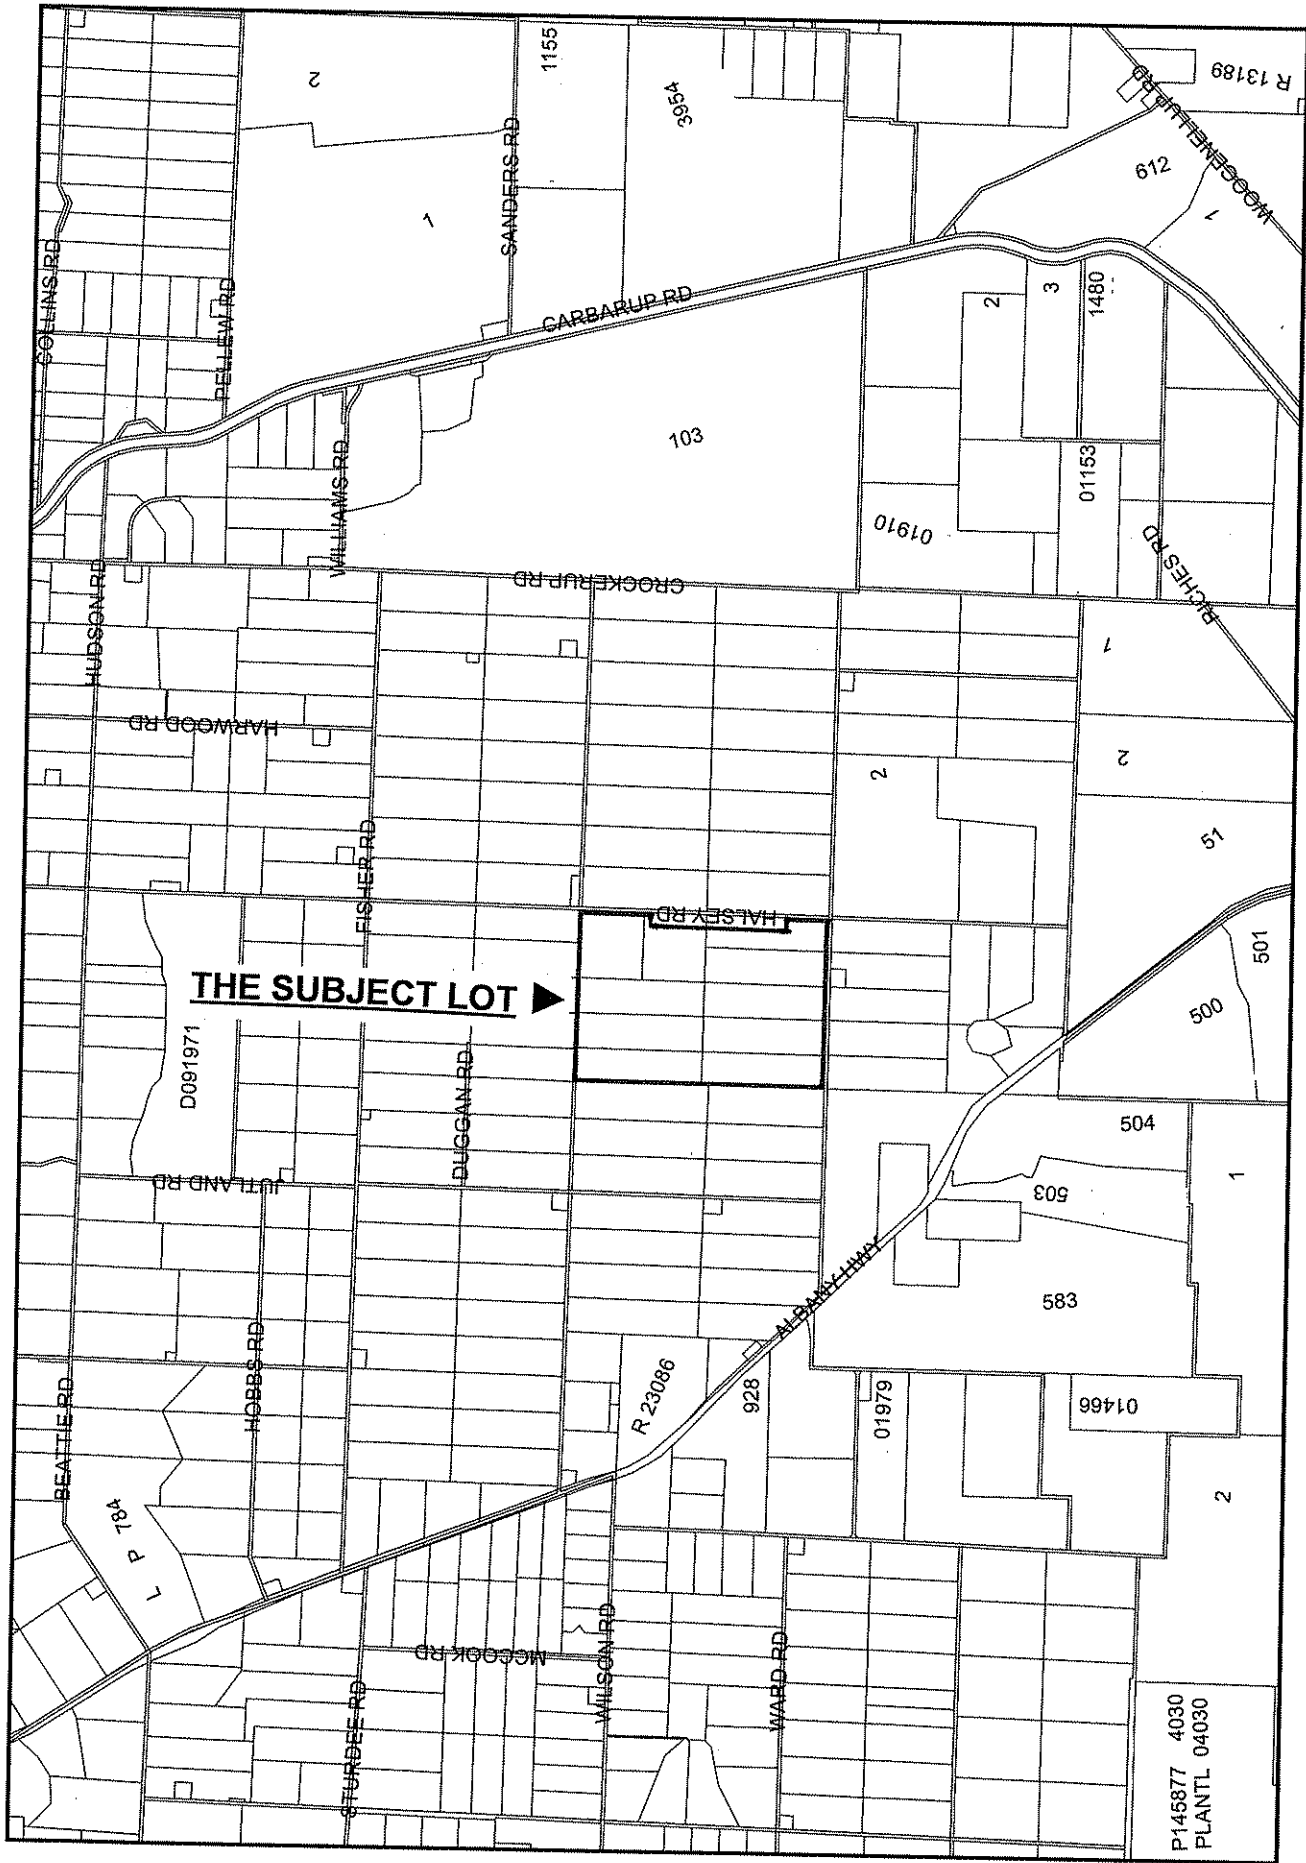 COLLINS RD
PELLEW RD
2
1
SANDERS RD
1155
3954
R 13189
WOOGENELLUP RD
612
1
CARBARUP RD
2
3
1480
103
WILLIAMS RD
01910
01153
RICHES RD
CROCKERUP RD
HUDSON RD
HARWOOD RD
1
2
2
51
FISHER RD
HALSEY RD
THE SUBJECT LOT
D091971
DUGGAN RD
501
500
504
503
1
JUTLAND RD
ALBANY HWY
583
HOBBS RD
BEATTIE RD
R 23086
928
01979
01466
2
L P 784
MCCOOK RD
WILSON RD
WARD RD
STURDEE RD
P145877 4030
PLANTL 04030